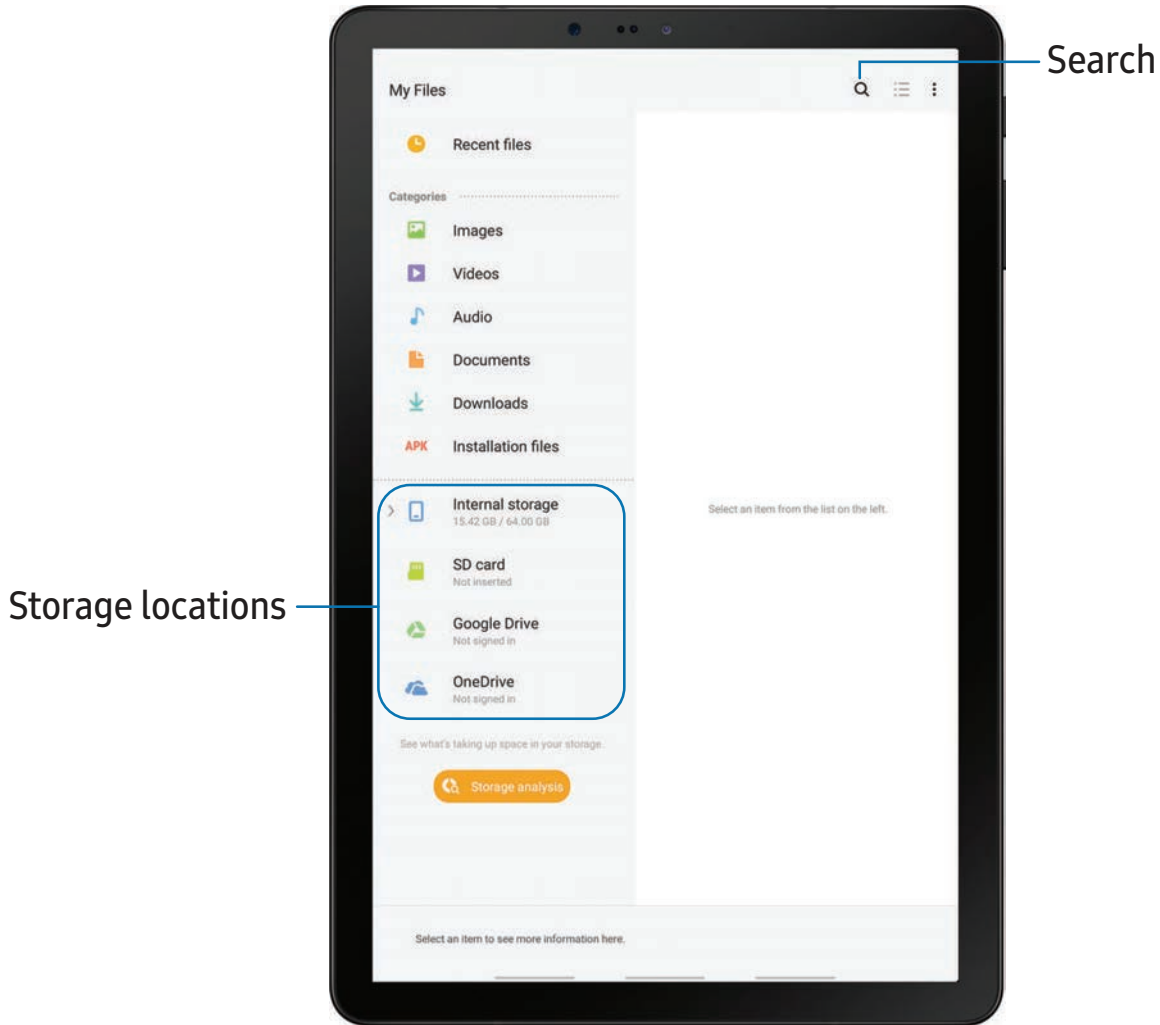 Search
My Files
Recent files
Categories
Images
Videos
Audio
Documents
Downloads
APK Installation files
Internal storage
15.42 GB / 64.00 GB
Select an item from the list on the left.
SD card
Not inserted
Storage locations
Google Drive
Not signed in
OneDrive
Not signed in
See what's taking up space in your storage.
Storage analysis
Select an item to see more information here.